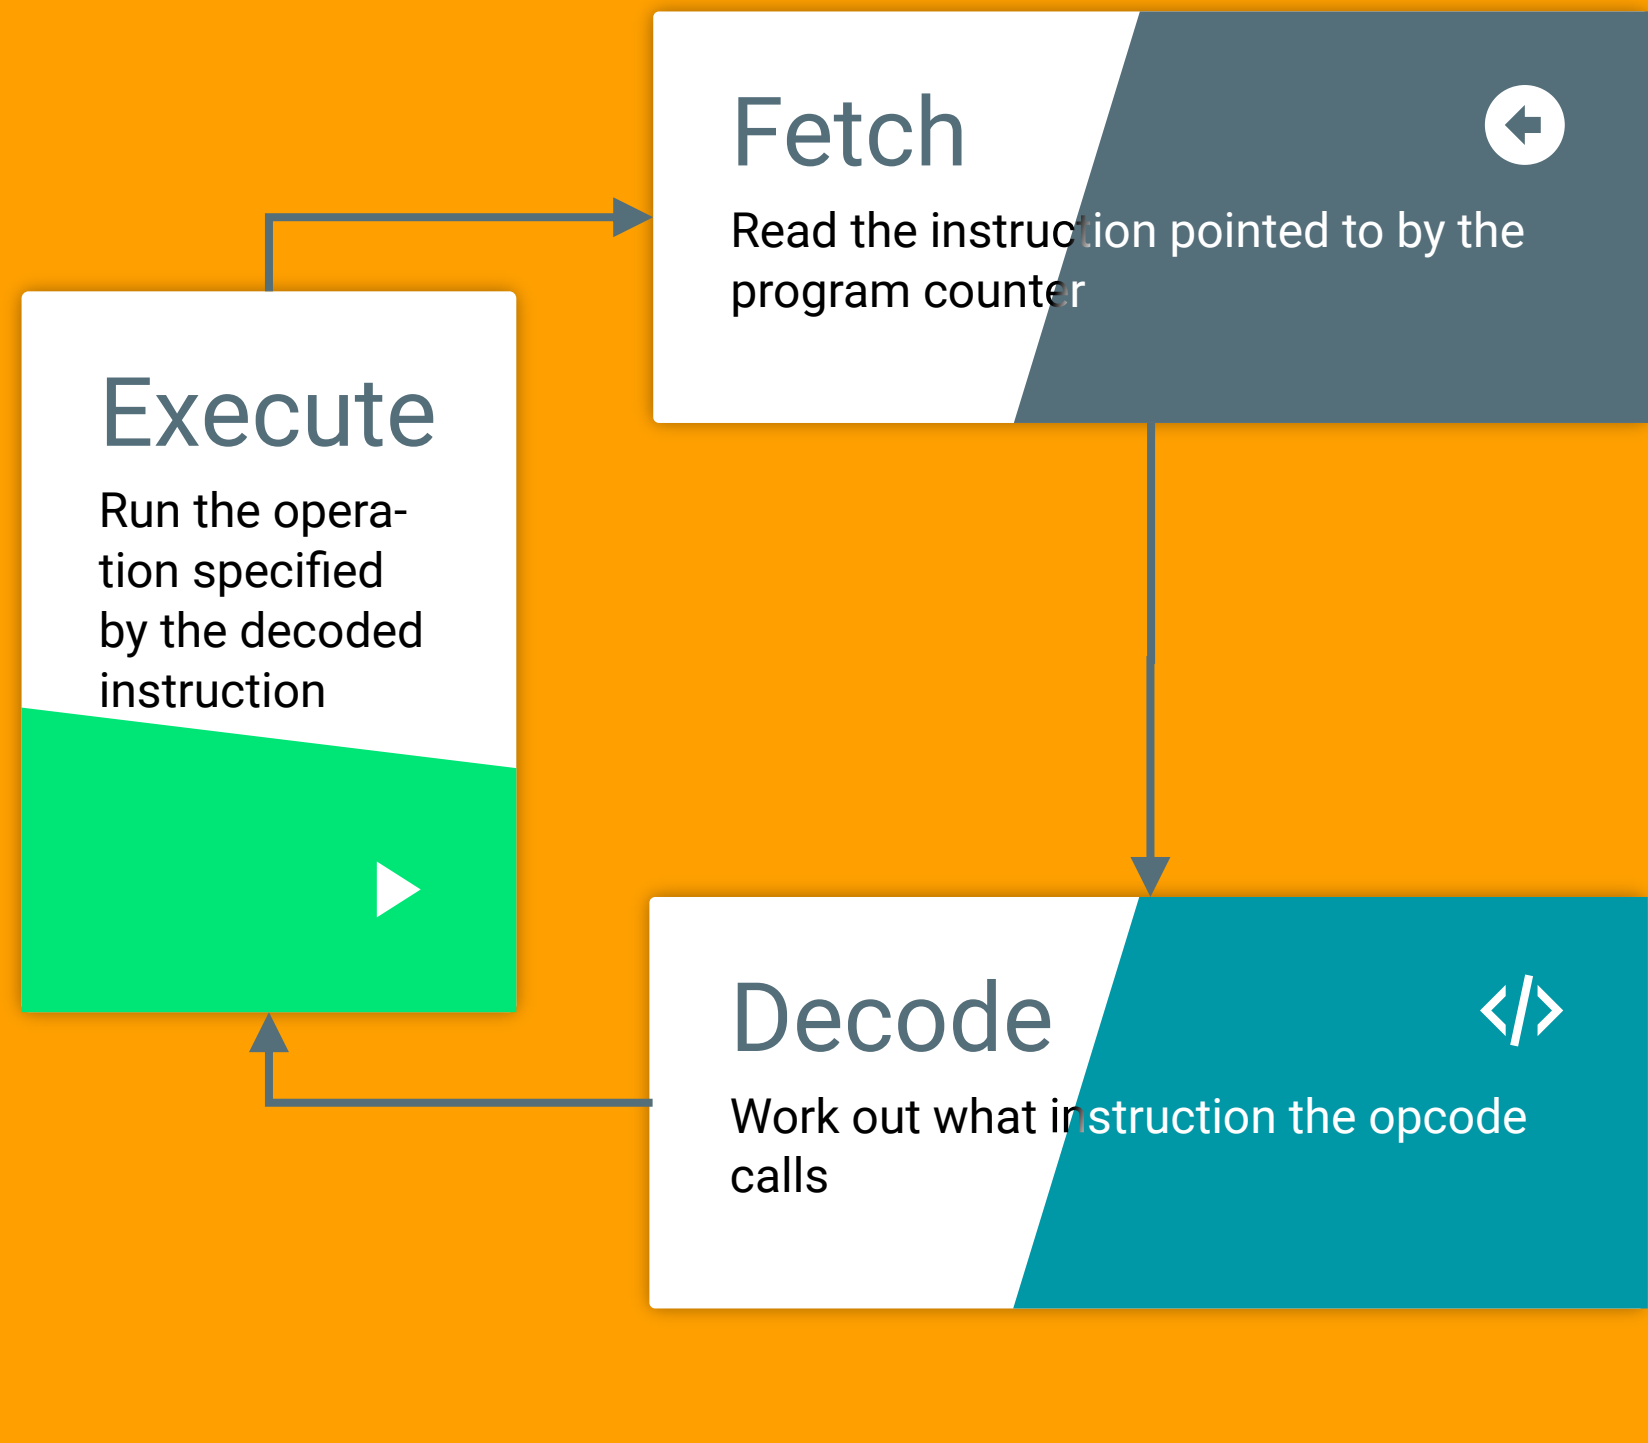 Fetch
Read the instruction pointed to by the
program counter
Execute
Run the opera-
tion specified
by the decoded
instruction
Decode
Work out what instruction the opcode
calls